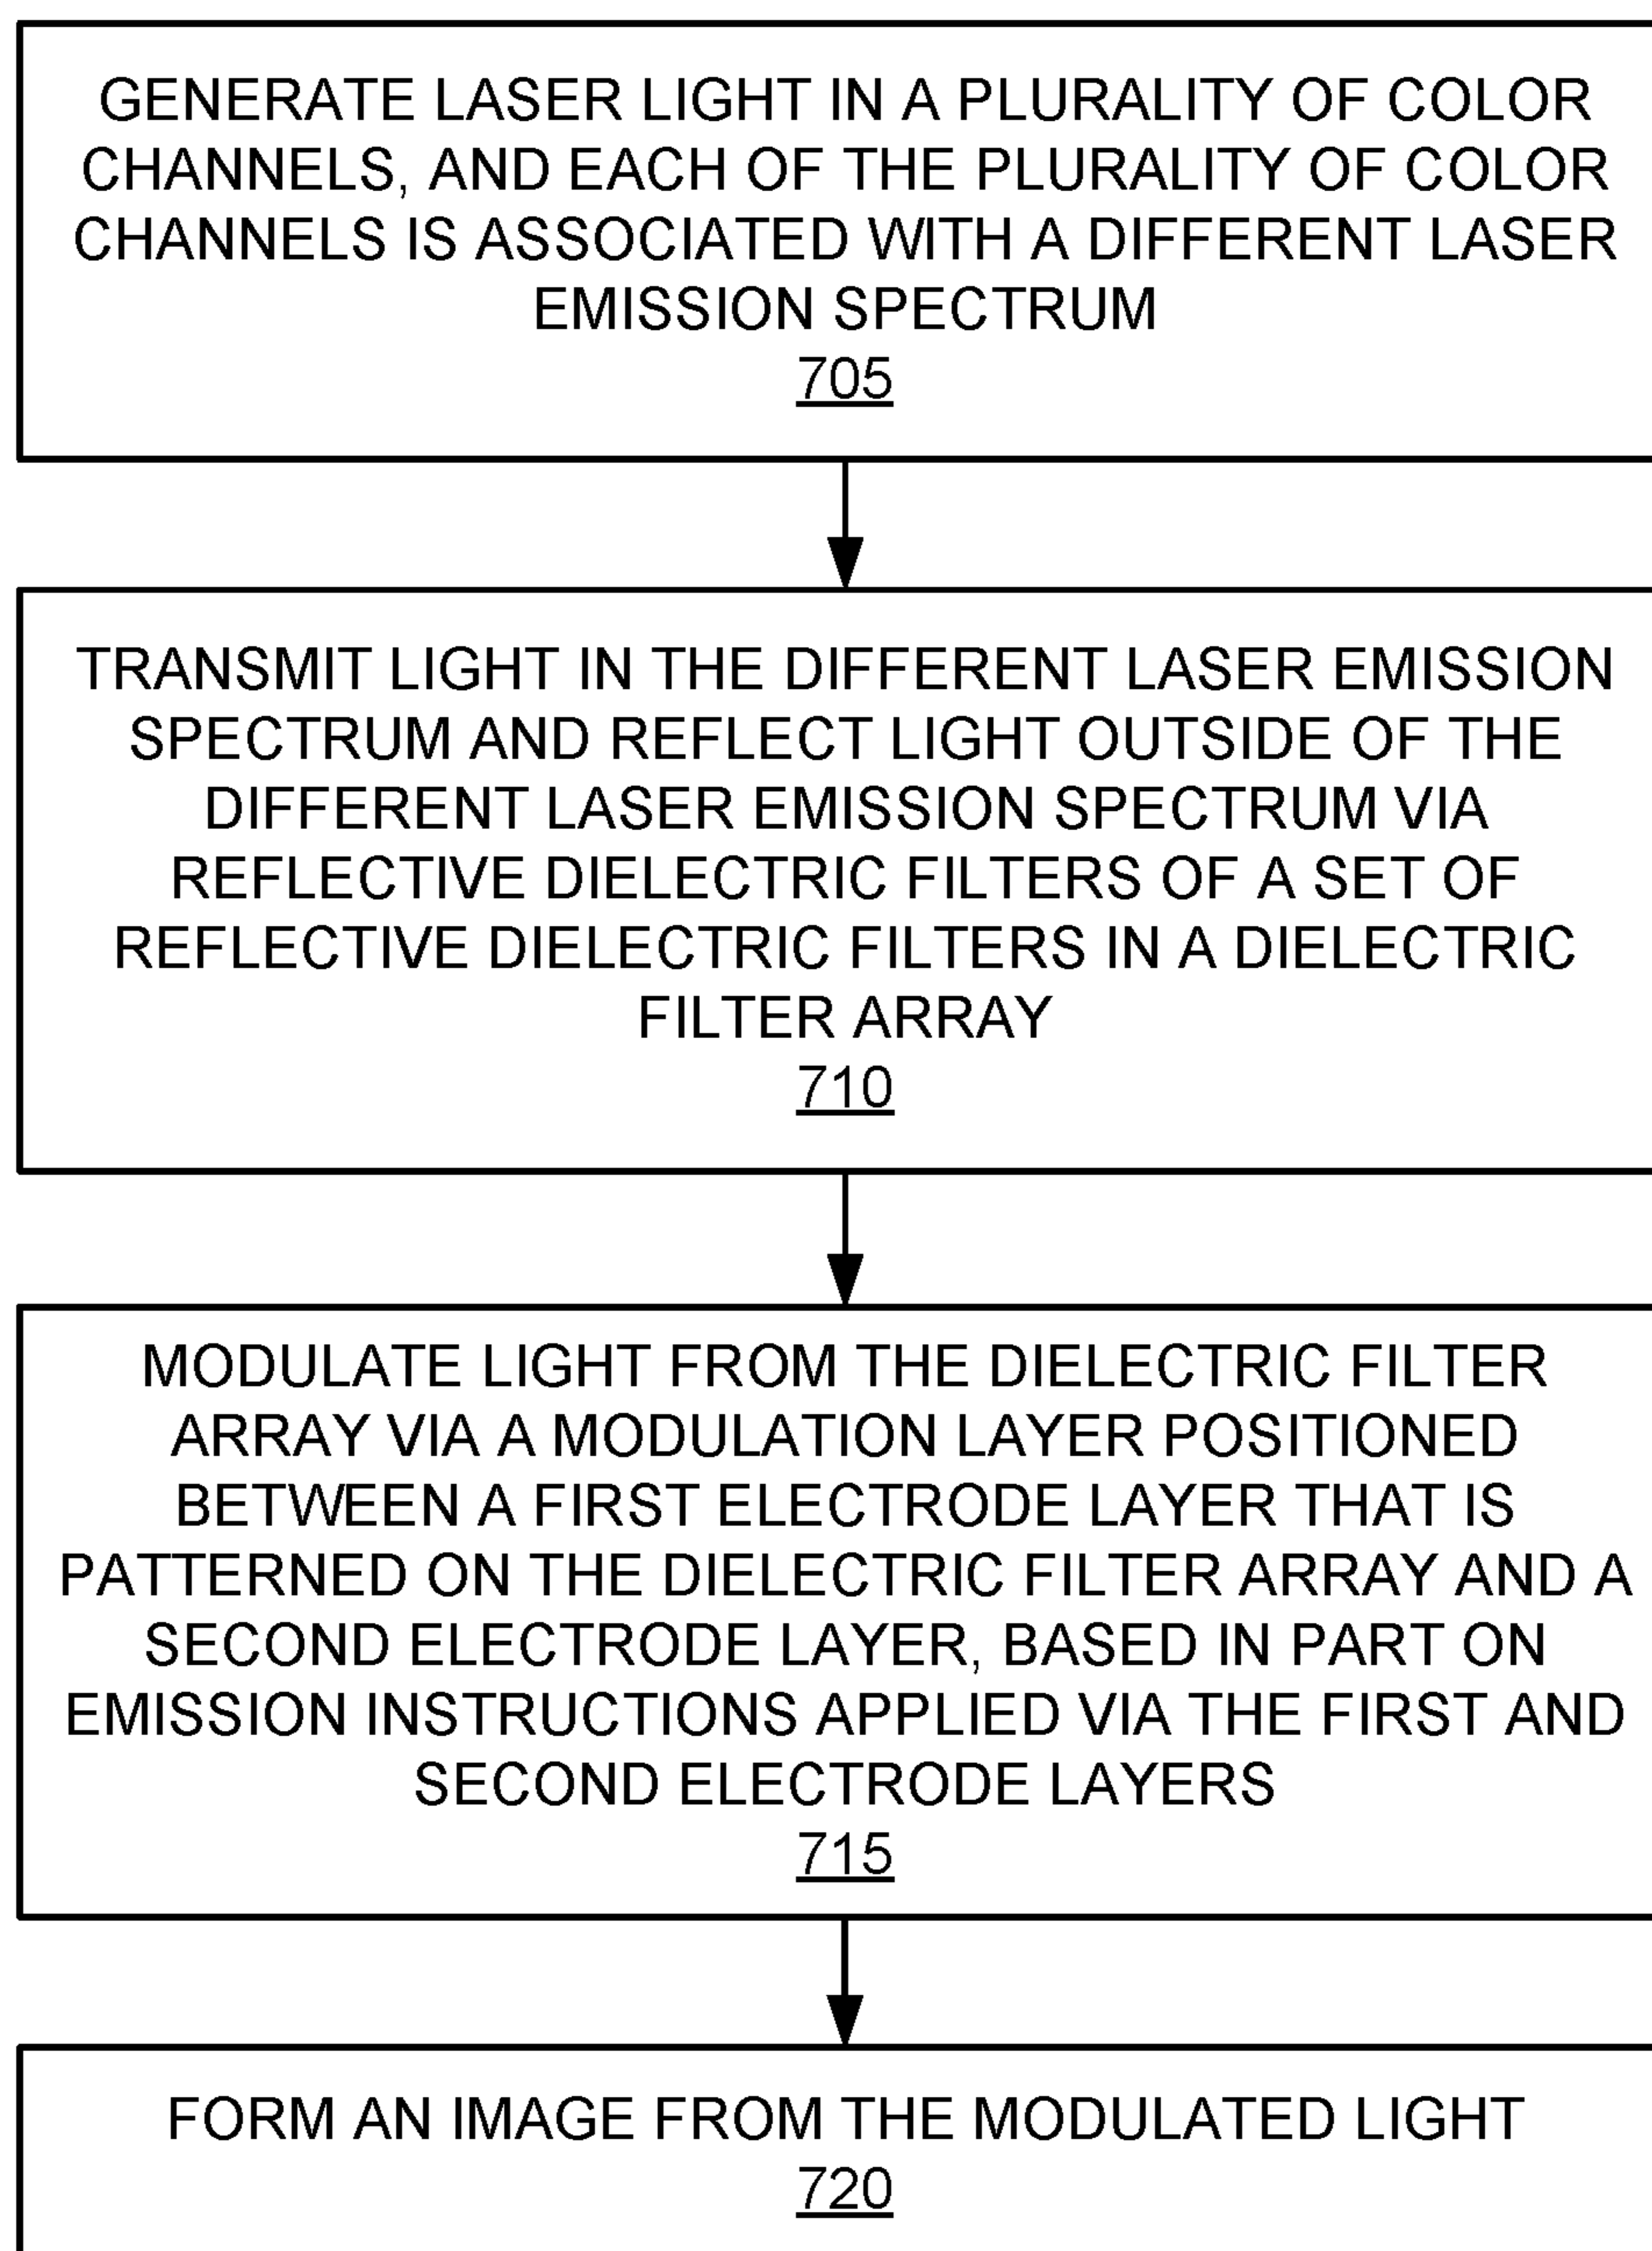 GENERATE LASER LIGHT IN A PLURALITY OF COLOR
CHANNELS, AND EACH OF THE PLURALITY OF COLOR
CHANNELS IS ASSOCIATED WITH A DIFFERENT LASER
EMISSION SPECTRUM
705
TRANSMIT LIGHT IN THE DIFFERENT LASER EMISSION
SPECTRUM AND REFLECT LIGHT OUTSIDE OF THE
DIFFERENT LASER EMISSION SPECTRUM VIA
REFLECTIVE DIELECTRIC FILTERS OF A SET OF
REFLECTIVE DIELECTRIC FILTERS IN A DIELECTRIC
FILTER ARRAY
710
MODULATE LIGHT FROM THE DIELECTRIC FILTER
ARRAY VIA A MODULATION LAYER POSITIONED
BETWEEN A FIRST ELECTRODE LAYER THAT IS
PATTERNED ON THE DIELECTRIC FILTER ARRAY AND A
SECOND ELECTRODE LAYER, BASED IN PART ON
EMISSION INSTRUCTIONS APPLIED VIA THE FIRST AND
SECOND ELECTRODE LAYERS
715
FORM AN IMAGE FROM THE MODULATED LIGHT
720